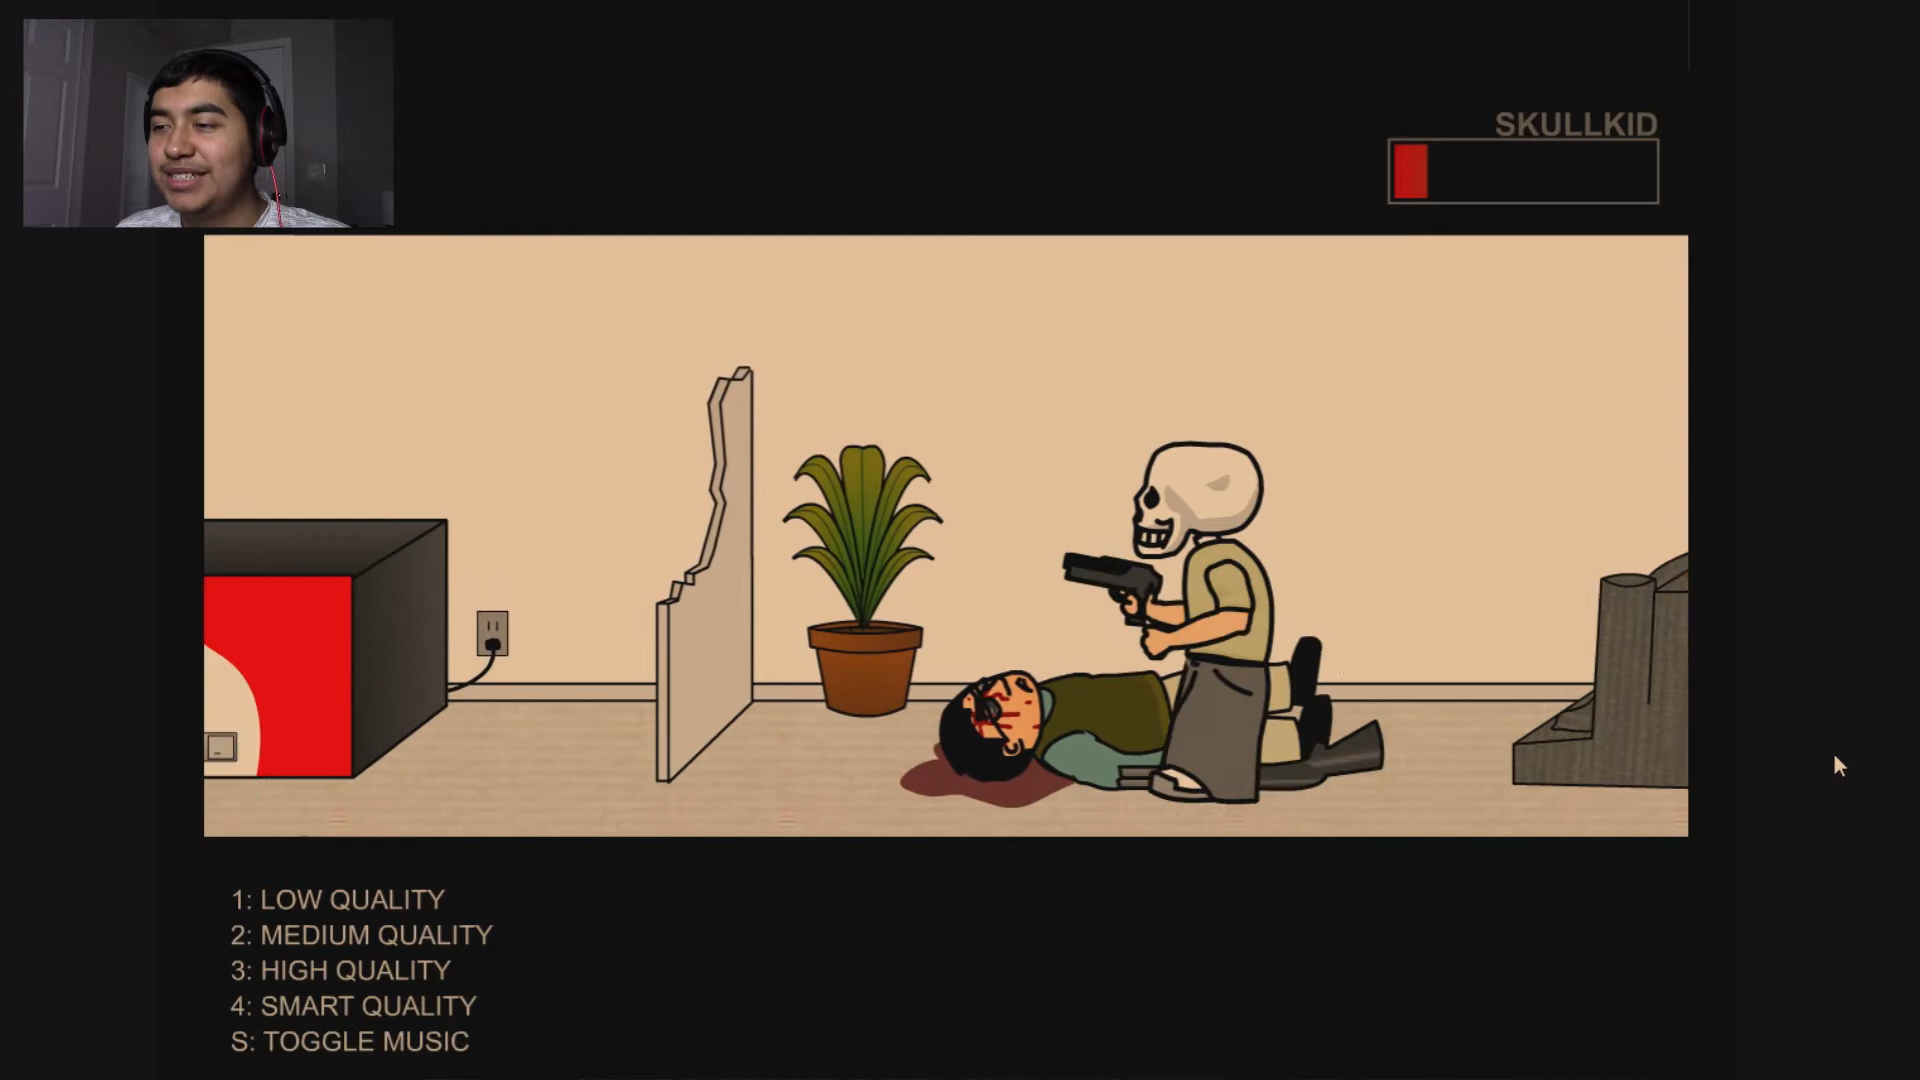 SKULLKID
1: LOW QUALITY
2: MEDIUM QUALITY
3: HIGH QUALITY
4: SMART QUALITY
S: TOGGLE MUSIC